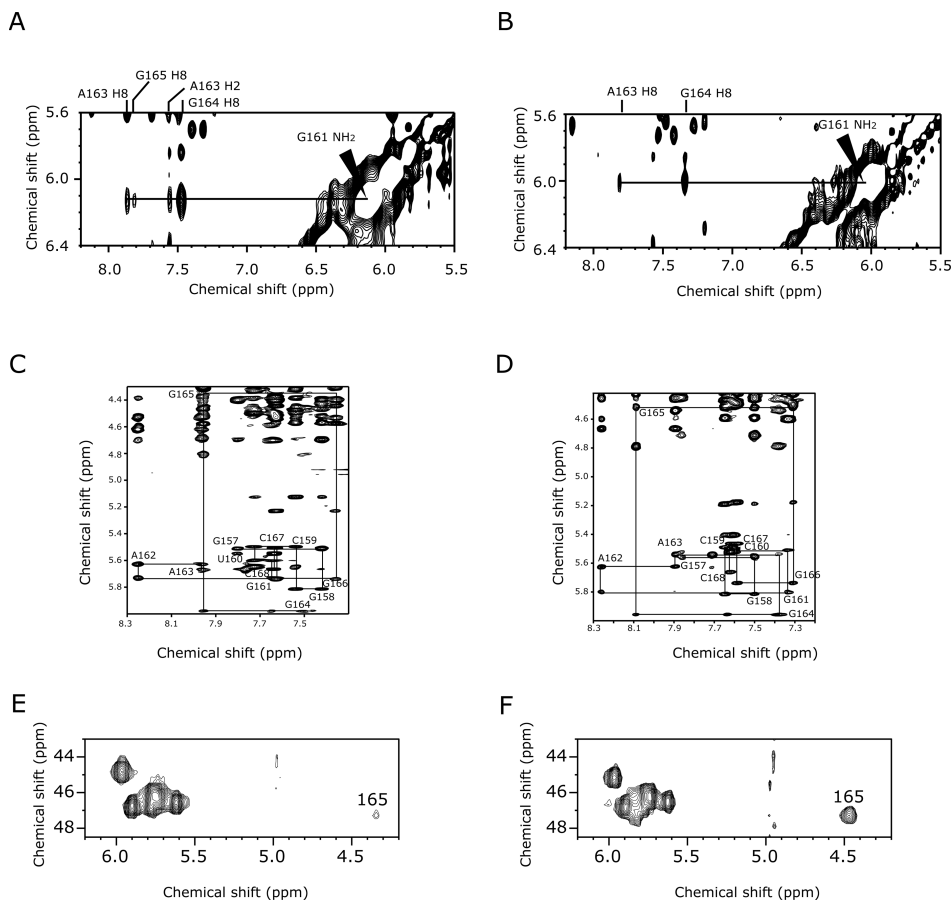 A
B
G165 H8
A163 H8
A163 H2
G164 H8
G161 NH2
5.6
6.0
6.4
Chemical shift (ppm)
8.0 7.5 7.0 6.5 6.0 5.5
Chemical shift (ppm)
A163 H8
G164 H8
G161 NH2
5.6
6.0
6.4
Chemical shift (ppm)
8.0 7.5 7.0 6.5 6.0 5.5
Chemical shift (ppm)
C
D
4.4
4.6
4.8
5.0
5.2
5.4
5.6
5.8
Chemical shift (ppm)
G165
G157
C167
C159
U160
A162
A163
C168
G161
G166
G158
G164
8.3 8.1 7.9 7.7 7.5
Chemical shift (ppm)
4.6
4.8
5.0
5.2
5.4
5.6
5.8
Chemical shift (ppm)
G165
A163
C159
C167
C160
A162
G157
C168
G166
G158
G161
G164
8.3 8.1 7.9 7.7 7.5 7.3
Chemical shift (ppm)
E
F
44
46
48
Chemical shift (ppm)
165
6.0 5.5 5.0 4.5
Chemical shift (ppm)
44
46
48
Chemical shift (ppm)
165
6.0 5.5 5.0 4.5
Chemical shift (ppm)